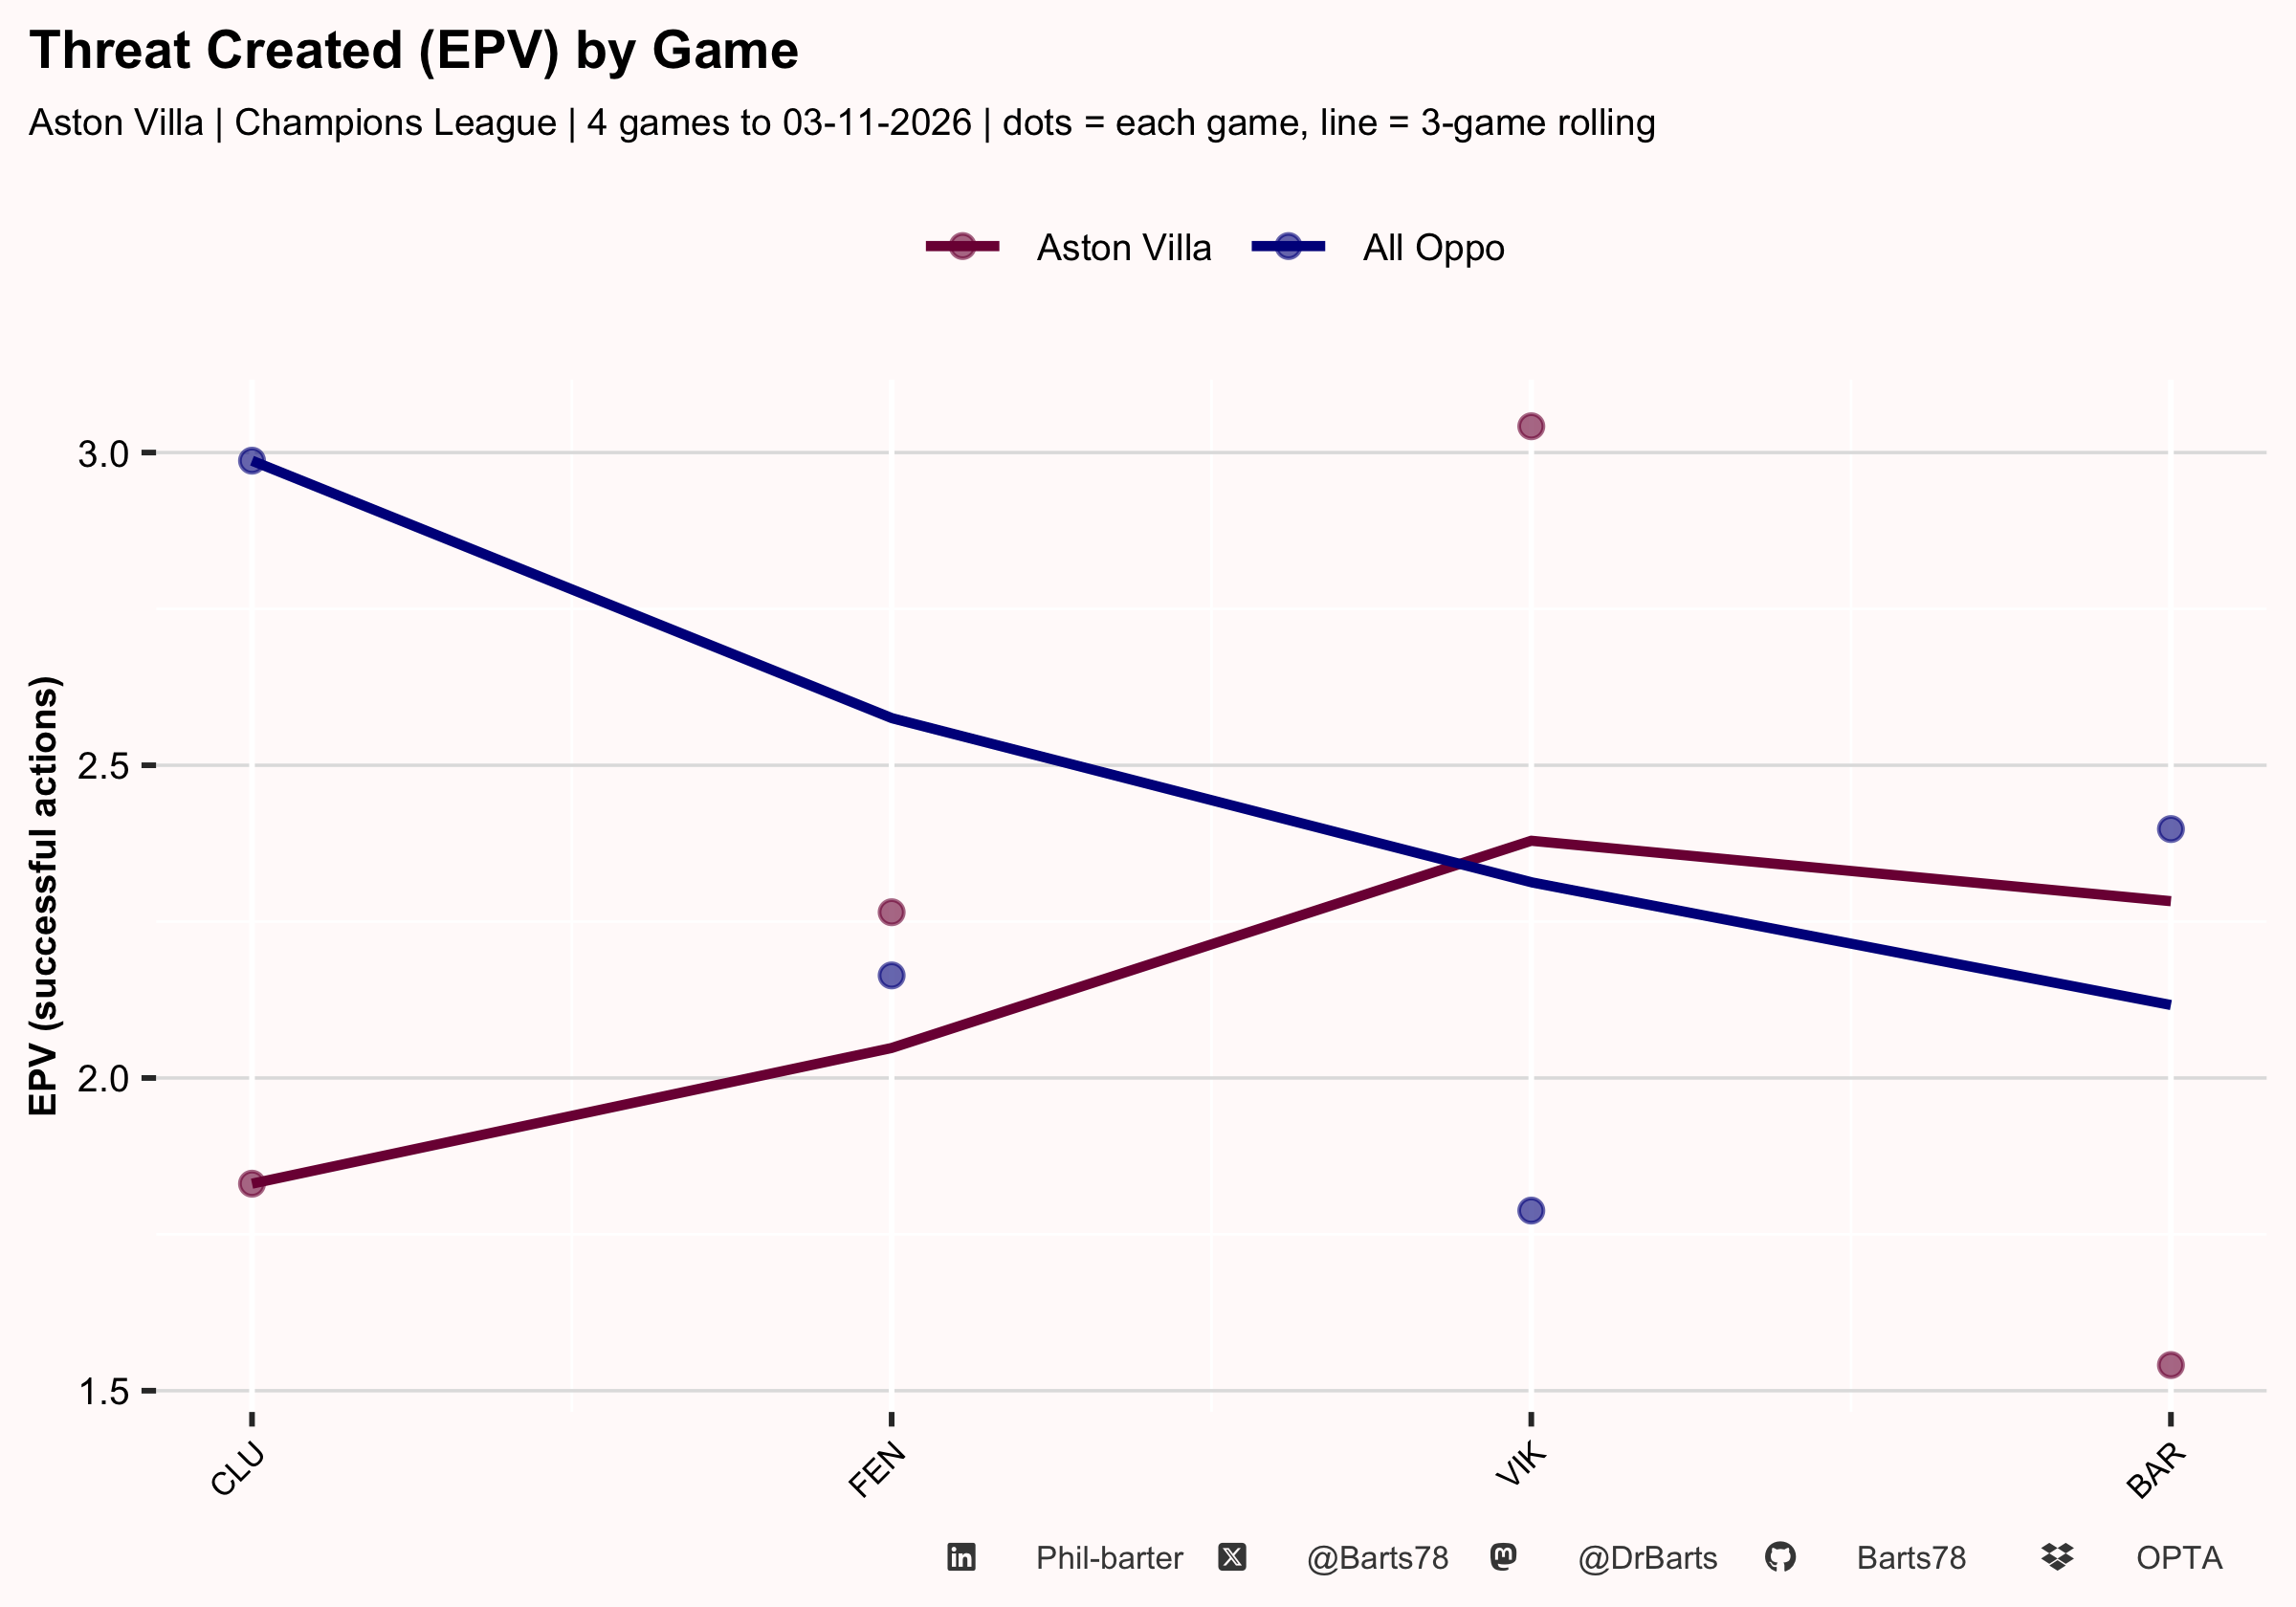 Threat Created (EPV) by Game
Aston Villa | Champions League | 4 games to 03-11-2026 | dots = each game, line = 3-game rolling
Aston Villa
All Oppo
EPV (successful actions)
3.0
2.5
2.0
1.5
CLU
FEN
VIK
BAR
Phil-barter @Barts78 @DrBarts Barts78 OPTA